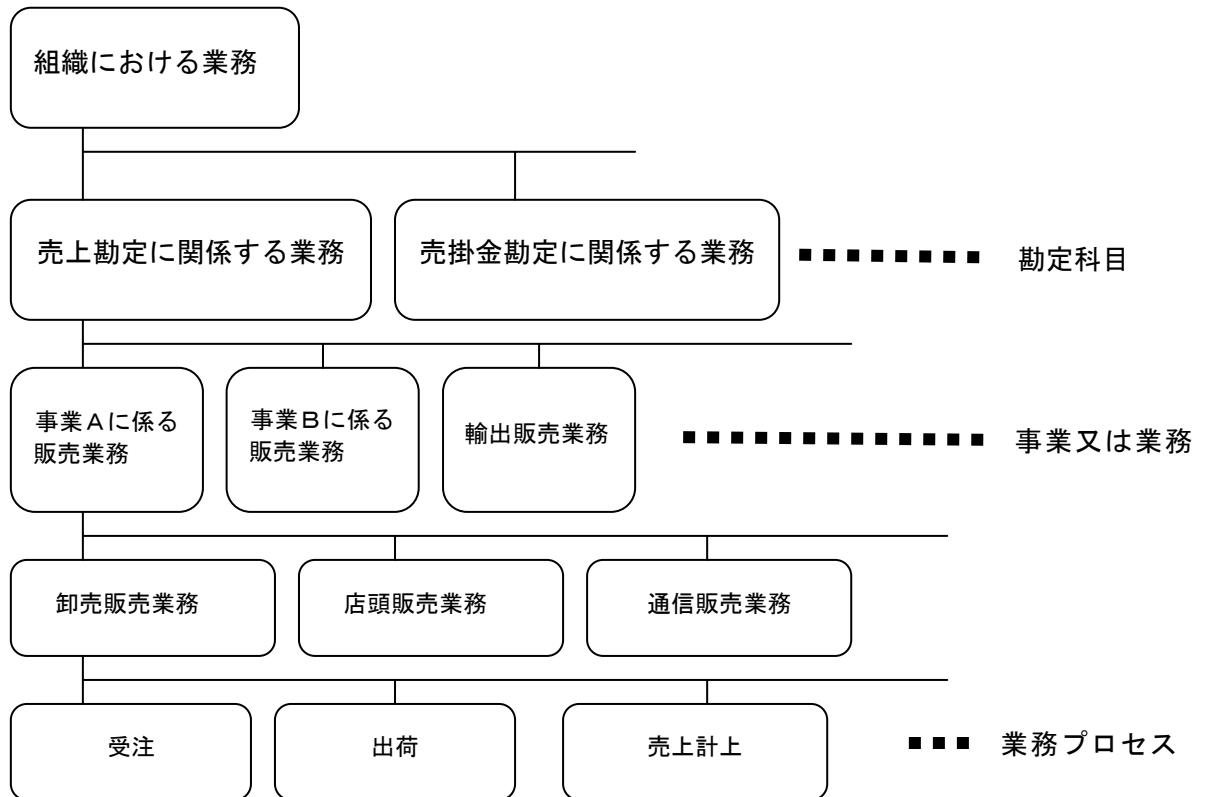 組織における業務
売上勘定に関係する業務
売掛金勘定に関係する業務
勘定科目
事業Ａに係る
販売業務
事業Ｂに係る
販売業務
輸出販売業務
事業又は業務
卸売販売業務
店頭販売業務
通信販売業務
受注
出荷
売上計上
業務プロセス